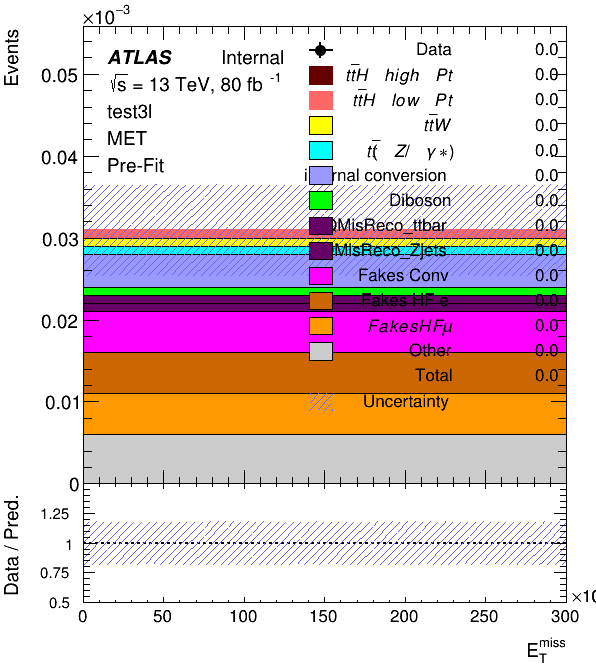 ×10⁻³
Events
ATLAS Internal
√s = 13 TeV, 80 fb⁻¹
test3l
MET
Pre-Fit
Data 0.0
tt̄H high Pt 0.0
tt̄H low Pt 0.0
tt̄W 0.0
tt̄( Z/ γ*) 0.0
conversion 0.0
Diboson 0.0
QMisReco_ttbar 0.0
MisReco_Zjets 0.0
Fakes Conv 0.0
Fakes HF e 0.0
FakesHFμ 0.0
Other 0.0
Total 0.0
Uncertainty
0.05
0.04
0.03
0.02
0.01
0
Data / Pred.
1.25
1
0.75
0.5
0 50 100 150 200 250 300
×10
E_T^miss